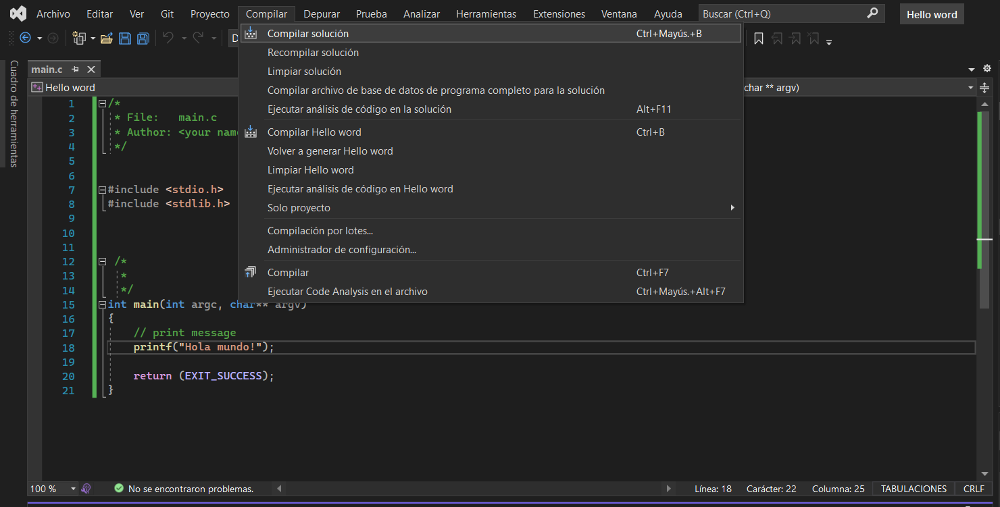 Archivo Editar Ver Git Proyecto Compilar Depurar Prueba Analizar Herramientas Extensiones Ventana Ayuda Buscar (Ctrl+Q) Hello word
D
Compilar solución Ctrl+Mayús.+B
Recompilar solución
Limpiar solución
Compilar archivo de base de datos de programa completo para la solución
Ejecutar análisis de código en la solución Alt+F11
Compilar Hello word Ctrl+B
Volver a generar Hello word
Limpiar Hello word
Ejecutar análisis de código en Hello word
Solo proyecto
Compilación por lotes...
Administrador de configuración...
Compilar Ctrl+F7
Ejecutar Code Analysis en el archivo Ctrl+Mayús.+Alt+F7
Cuadro de herramientas
main.c
Hello word char ** argv)
1 /*
2 * File: main.c
3 * Author: <your nam
4 */
5
6
7 #include <stdio.h>
8 #include <stdlib.h>
9
10
11
12 /*
13 *
14 */
15 int main(int argc, char** argv)
16 {
17 // print message
18 printf("Hola mundo!");
19
20 return (EXIT_SUCCESS);
21 }
100 % No se encontraron problemas. Línea: 18 Carácter: 22 Columna: 25 TABULACIONES CRLF